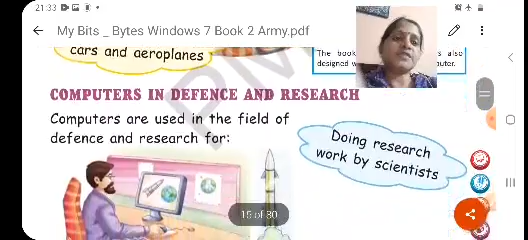 21:33
My Bits _ Bytes Windows 7 Book 2 Army.pdf
cars and aeroplanes
The book
also
designed w
uter.
COMPUTERS IN DEFENCE AND RESEARCH
Computers are used in the field of
defence and research for:
Doing research
work by scientists
15 of 80